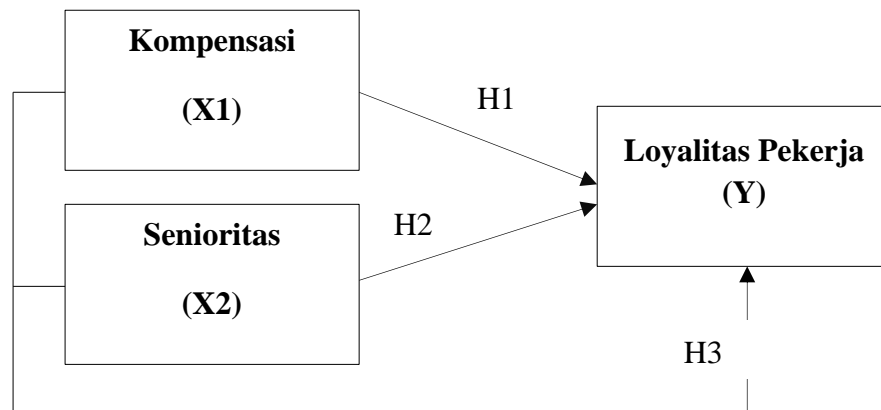 Kompensasi
(X1)
H1
Loyalitas Pekerja
(Y)
Senioritas
(X2)
H2
H3